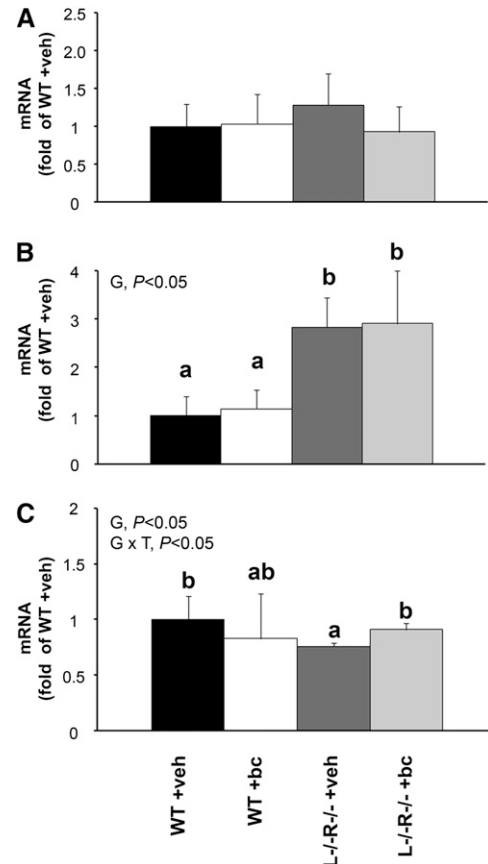 A
mRNA
(fold of WT +veh)
2.5
2
1.5
1
0.5
0
B
mRNA
(fold of WT +veh)
4
3
2
1
0
G, P<0.05
a
a
b
b
C
mRNA
(fold of WT +veh)
2
1.5
1
0.5
0
G, P<0.05
G x T, P<0.05
b
ab
a
b
WT +veh
WT +bc
L-/-R-/- +veh
L-/-R-/- +bc